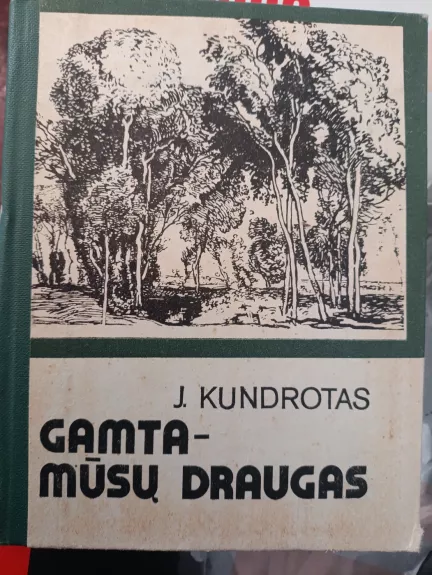 J. KUNDROTAS
GAMTA–
MŪSŲ DRAUGAS